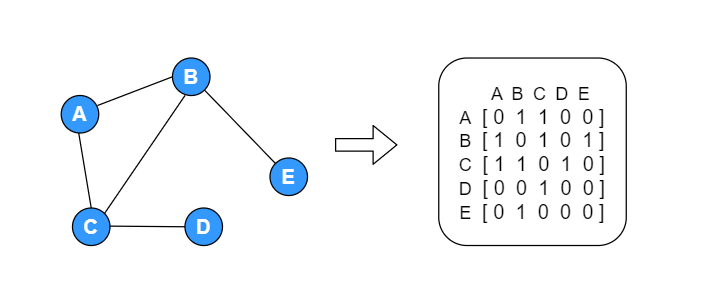 B
A
E
C
D
A B C D E
A [ 0 1 1 0 0 ]
B [ 1 0 1 0 1 ]
C [ 1 1 0 1 0 ]
D [ 0 0 1 0 0 ]
E [ 0 1 0 0 0 ]